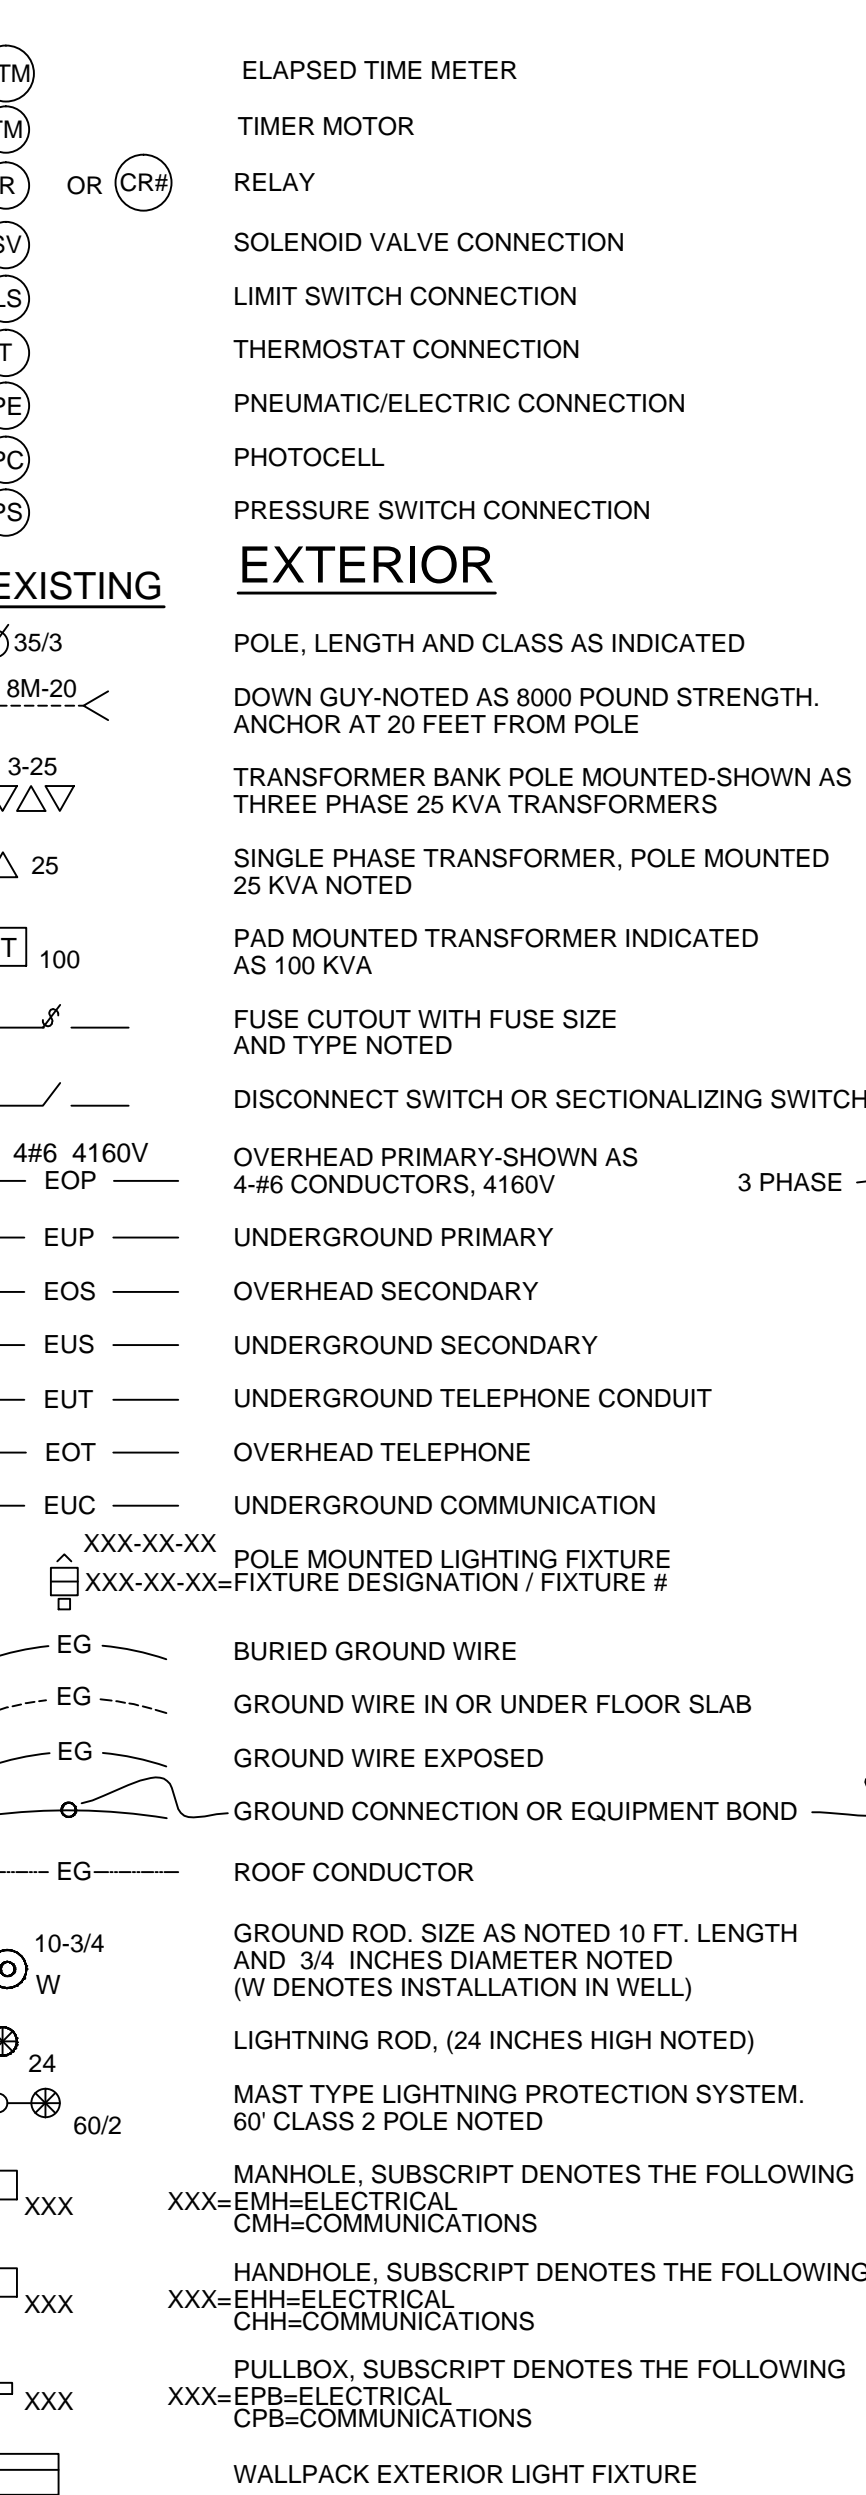 TM ELAPSED TIME METER
TM TIMER MOTOR
R OR CR# RELAY
SV SOLENOID VALVE CONNECTION
LS LIMIT SWITCH CONNECTION
T THERMOSTAT CONNECTION
PE PNEUMATIC/ELECTRIC CONNECTION
PC PHOTOCELL
PS PRESSURE SWITCH CONNECTION
EXISTING EXTERIOR
35/3 POLE, LENGTH AND CLASS AS INDICATED
8M-20 DOWN GUY-NOTED AS 8000 POUND STRENGTH.
ANCHOR AT 20 FEET FROM POLE
3-25 TRANSFORMER BANK POLE MOUNTED-SHOWN AS
THREE PHASE 25 KVA TRANSFORMERS
25 SINGLE PHASE TRANSFORMER, POLE MOUNTED
25 KVA NOTED
T 100 PAD MOUNTED TRANSFORMER INDICATED
AS 100 KVA
FUSE CUTOUT WITH FUSE SIZE
AND TYPE NOTED
DISCONNECT SWITCH OR SECTIONALIZING SWITCH
4#6 4160V OVERHEAD PRIMARY-SHOWN AS
EOP 4-#6 CONDUCTORS, 4160V 3 PHASE
EUP UNDERGROUND PRIMARY
EOS OVERHEAD SECONDARY
EUS UNDERGROUND SECONDARY
EUT UNDERGROUND TELEPHONE CONDUIT
EOT OVERHEAD TELEPHONE
EUC UNDERGROUND COMMUNICATION
XXX-XX-XX POLE MOUNTED LIGHTING FIXTURE
XXX-XX-XX=FIXTURE DESIGNATION / FIXTURE #
EG BURIED GROUND WIRE
EG GROUND WIRE IN OR UNDER FLOOR SLAB
EG GROUND WIRE EXPOSED
GROUND CONNECTION OR EQUIPMENT BOND
EG ROOF CONDUCTOR
10-3/4 GROUND ROD. SIZE AS NOTED 10 FT. LENGTH
AND 3/4 INCHES DIAMETER NOTED
W (W DENOTES INSTALLATION IN WELL)
24 LIGHTNING ROD, (24 INCHES HIGH NOTED)
MAST TYPE LIGHTNING PROTECTION SYSTEM.
60/2 60' CLASS 2 POLE NOTED
MANHOLE, SUBSCRIPT DENOTES THE FOLLOWING
XXX XXX=EMH=ELECTRICAL
CMH=COMMUNICATIONS
HANDHOLE, SUBSCRIPT DENOTES THE FOLLOWING
XXX XXX=EHH=ELECTRICAL
CHH=COMMUNICATIONS
PULLBOX, SUBSCRIPT DENOTES THE FOLLOWING
XXX XXX=EPB=ELECTRICAL
CPB=COMMUNICATIONS
WALLPACK EXTERIOR LIGHT FIXTURE